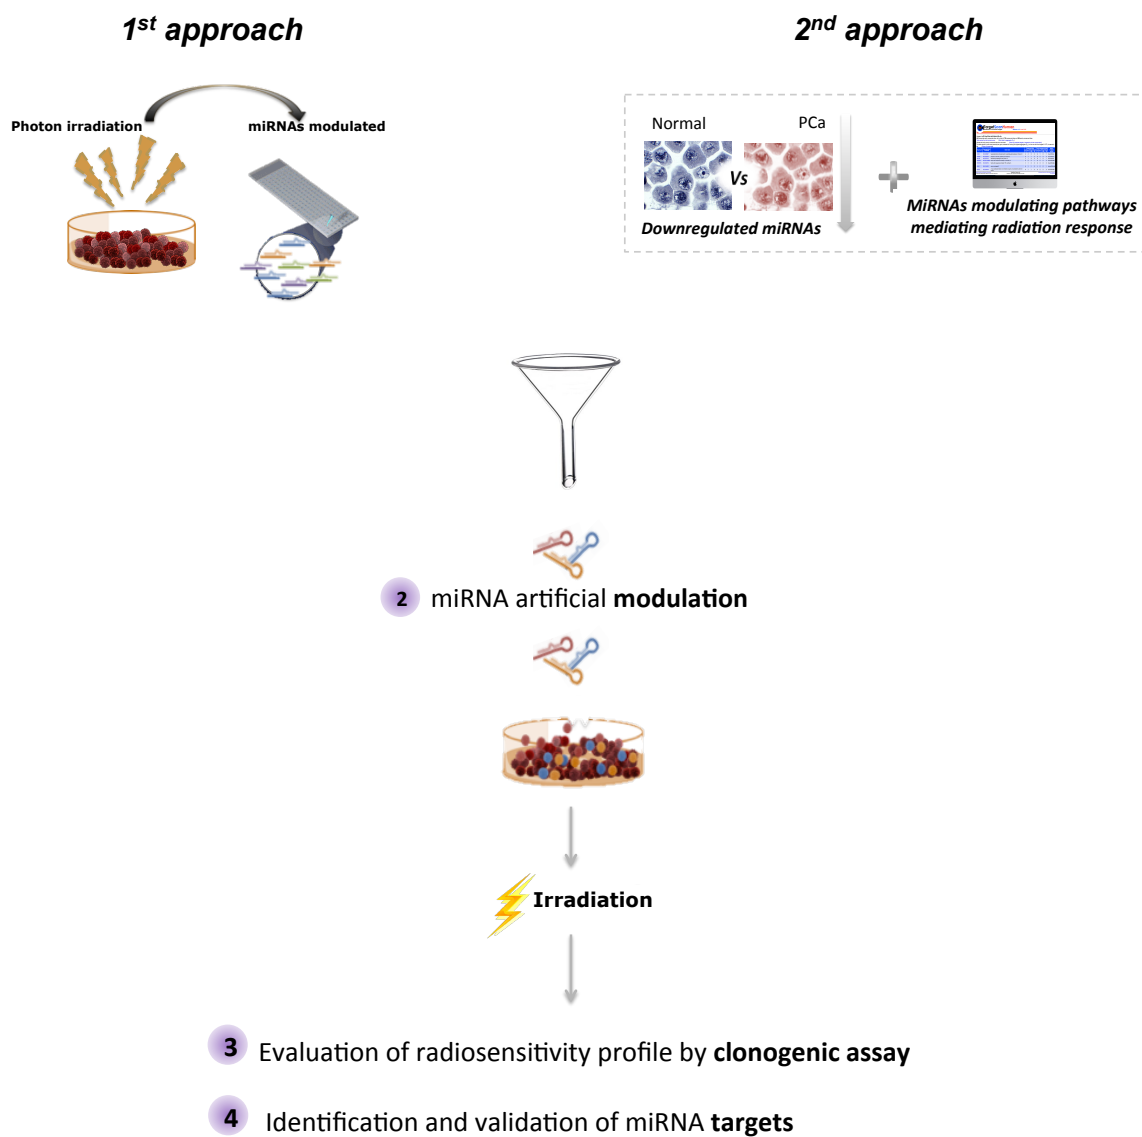 1st approach
2nd approach
Photon irradiation
miRNAs modulated
Normal
PCa
Vs
Downregulated miRNAs
MiRNAs modulating pathways
mediating radiation response
2 miRNA artificial modulation
Irradiation
3 Evaluation of radiosensitivity profile by clonogenic assay
4 Identification and validation of miRNA targets